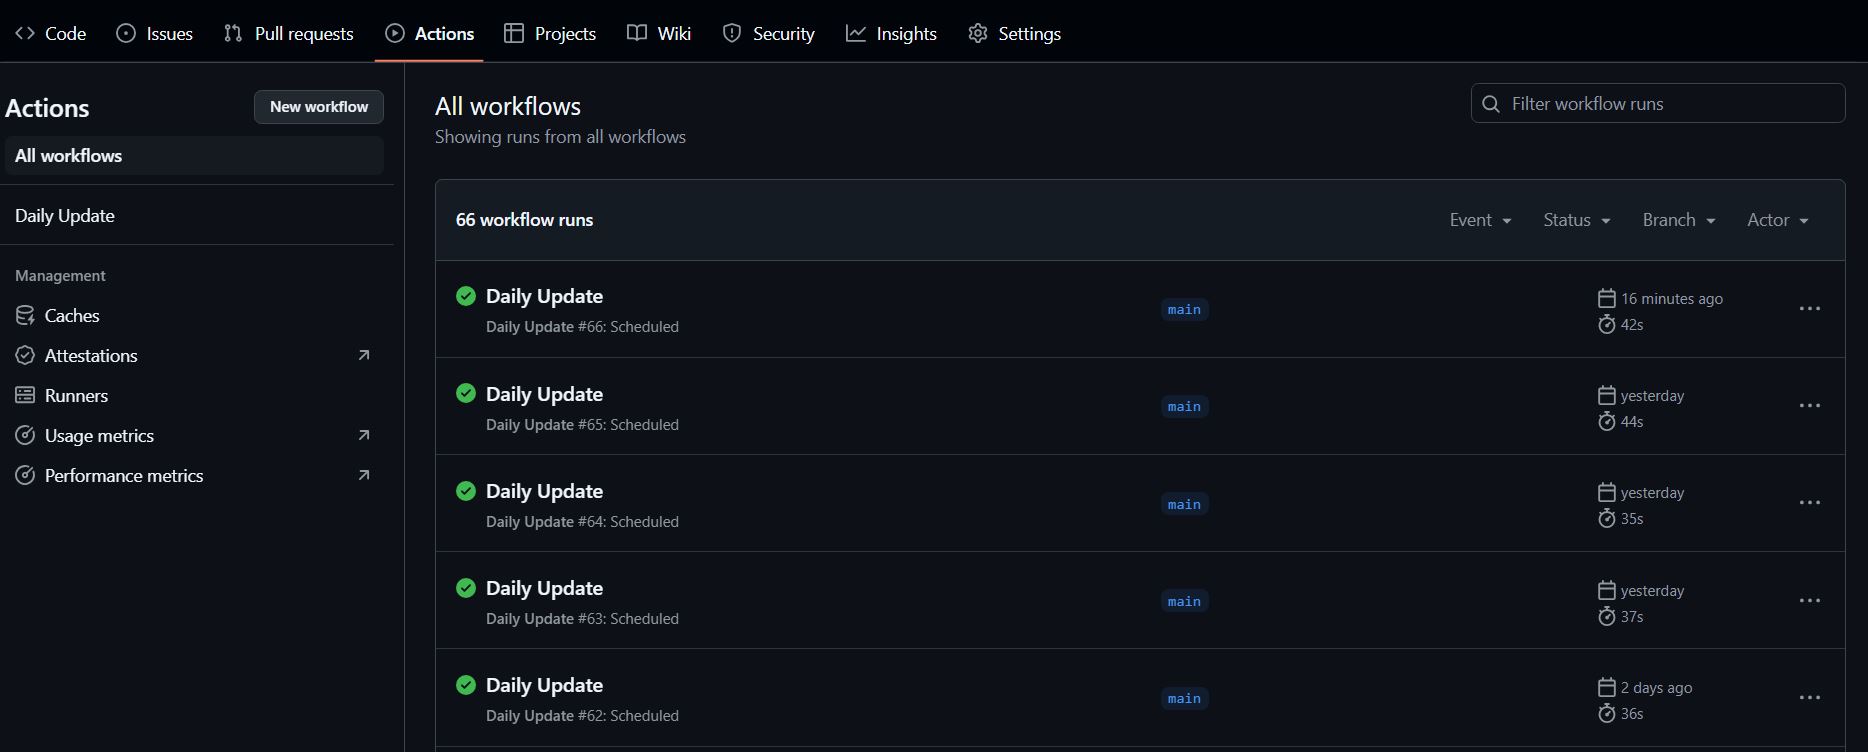 Code Issues Pull requests Actions Projects Wiki Security Insights Settings
Actions
New workflow
All workflows
Daily Update
Management
Caches
Attestations
Runners
Usage metrics
Performance metrics
All workflows
Showing runs from all workflows
Filter workflow runs
66 workflow runs
Event Status Branch Actor
Daily Update
Daily Update #66: Scheduled
main
16 minutes ago
42s
Daily Update
Daily Update #65: Scheduled
main
yesterday
44s
Daily Update
Daily Update #64: Scheduled
main
yesterday
35s
Daily Update
Daily Update #63: Scheduled
main
yesterday
37s
Daily Update
Daily Update #62: Scheduled
main
2 days ago
36s